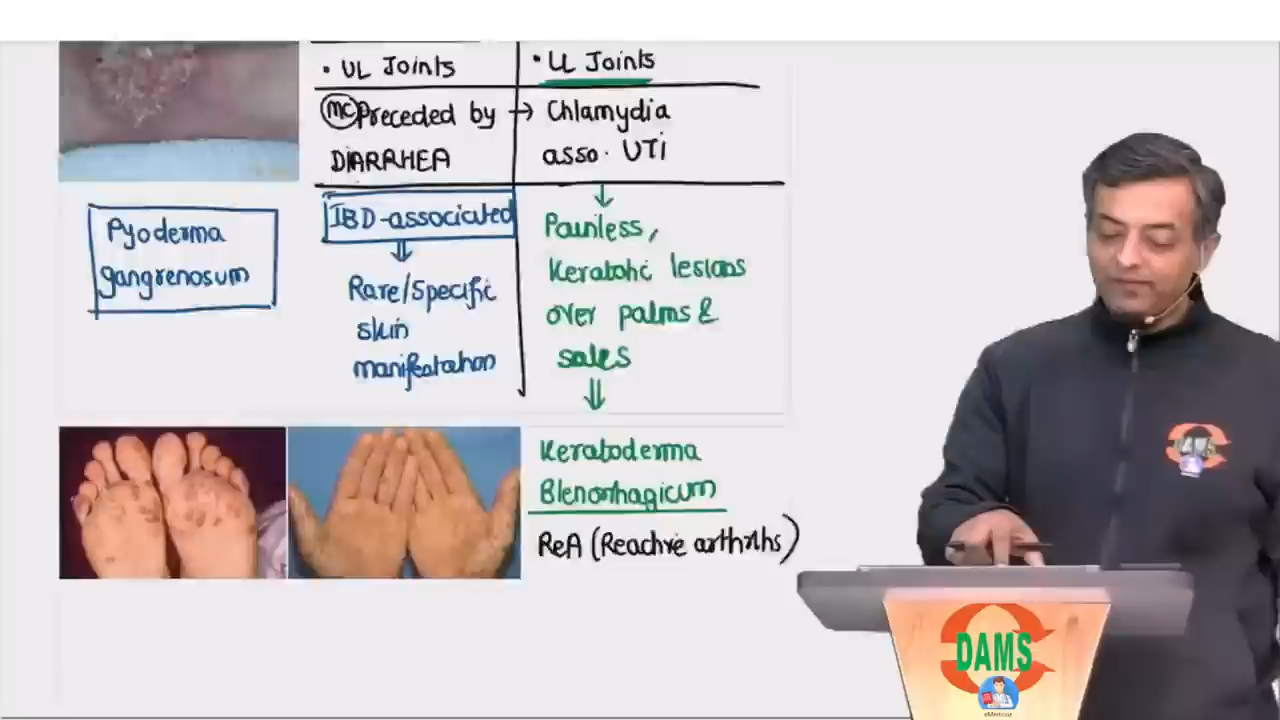 • UL Joints
• LL Joints
(mc) Preceded by → Chlamydia
DIARRHEA
asso. UTI
Pyoderma
gangrenosum
IBD-associated
Rare/Specific
skin
manifestation
Painless,
Keratotic lesions
over palms &
soles
Keratoderma
Blenorrhagicum
ReA (Reactive arthritis)
DAMS
eMedicoz